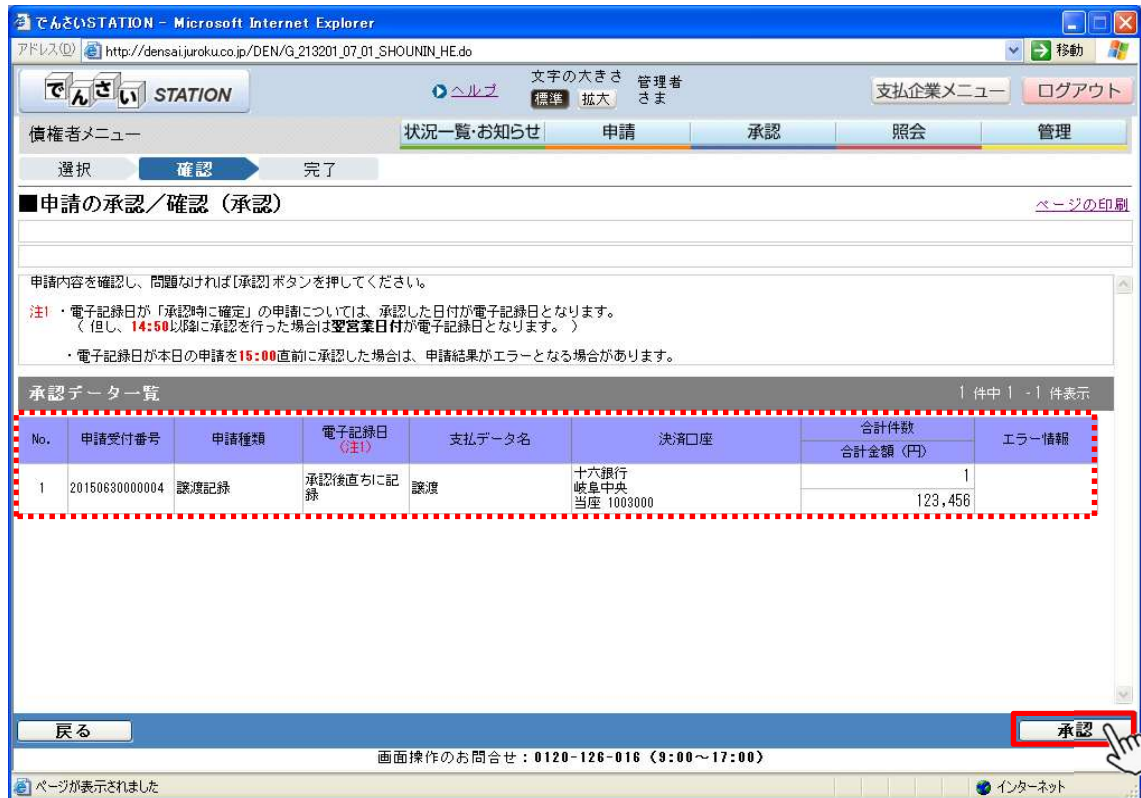 でんさいSTATION - Microsoft Internet Explorer
アドレス(D) http://densai.juroku.co.jp/DEN/G_213201_07_01_SHOUNIN_HE.do 移動
でんさい STATION
ヘルプ
文字の大きさ
標準 拡大
管理者
さま
支払企業メニュー ログアウト
債権者メニュー 状況一覧・お知らせ 申請 承認 照会 管理
選択 確認 完了
■申請の承認／確認（承認） ページの印刷
申請内容を確認し、問題なければ[承認]ボタンを押してください。
注1 ・電子記録日が「承認時に確定」の申請については、承認した日付が電子記録日となります。
（ 但し、14:50以降に承認を行った場合は翌営業日付が電子記録日となります。 ）
・電子記録日が本日の申請を15:00直前に承認した場合は、申請結果がエラーとなる場合があります。
承認データ一覧 1 件中 1 - 1 件表示
No. 申請受付番号 申請種類 電子記録日 (注1) 支払データ名 決済口座 合計件数 合計金額（円） エラー情報
1 20150630000004 譲渡記録 承認後直ちに記録 譲渡 十六銀行 岐阜中央 当座 1003000 1 123,456
戻る 承認
画面操作のお問合せ：0120-126-016（9:00～17:00）
ページが表示されました インターネット